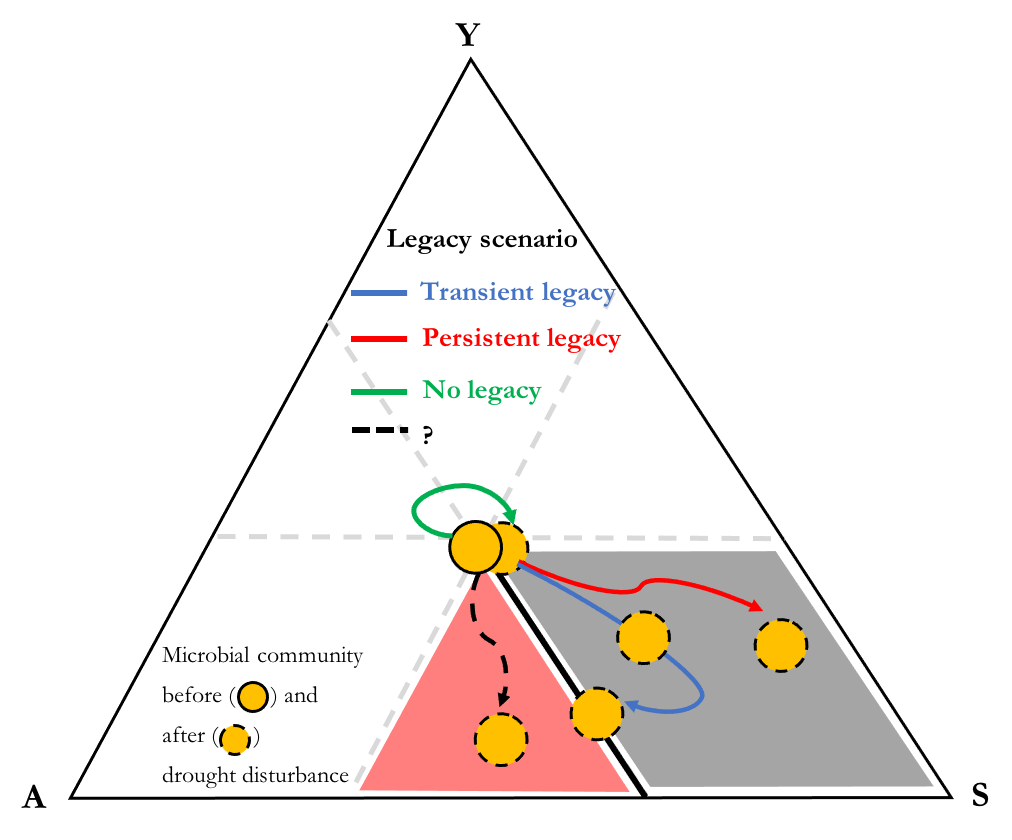 Y
Legacy scenario
Transient legacy
Persistent legacy
No legacy
?
Microbial community
before ( ) and
after ( )
drought disturbance
A
S